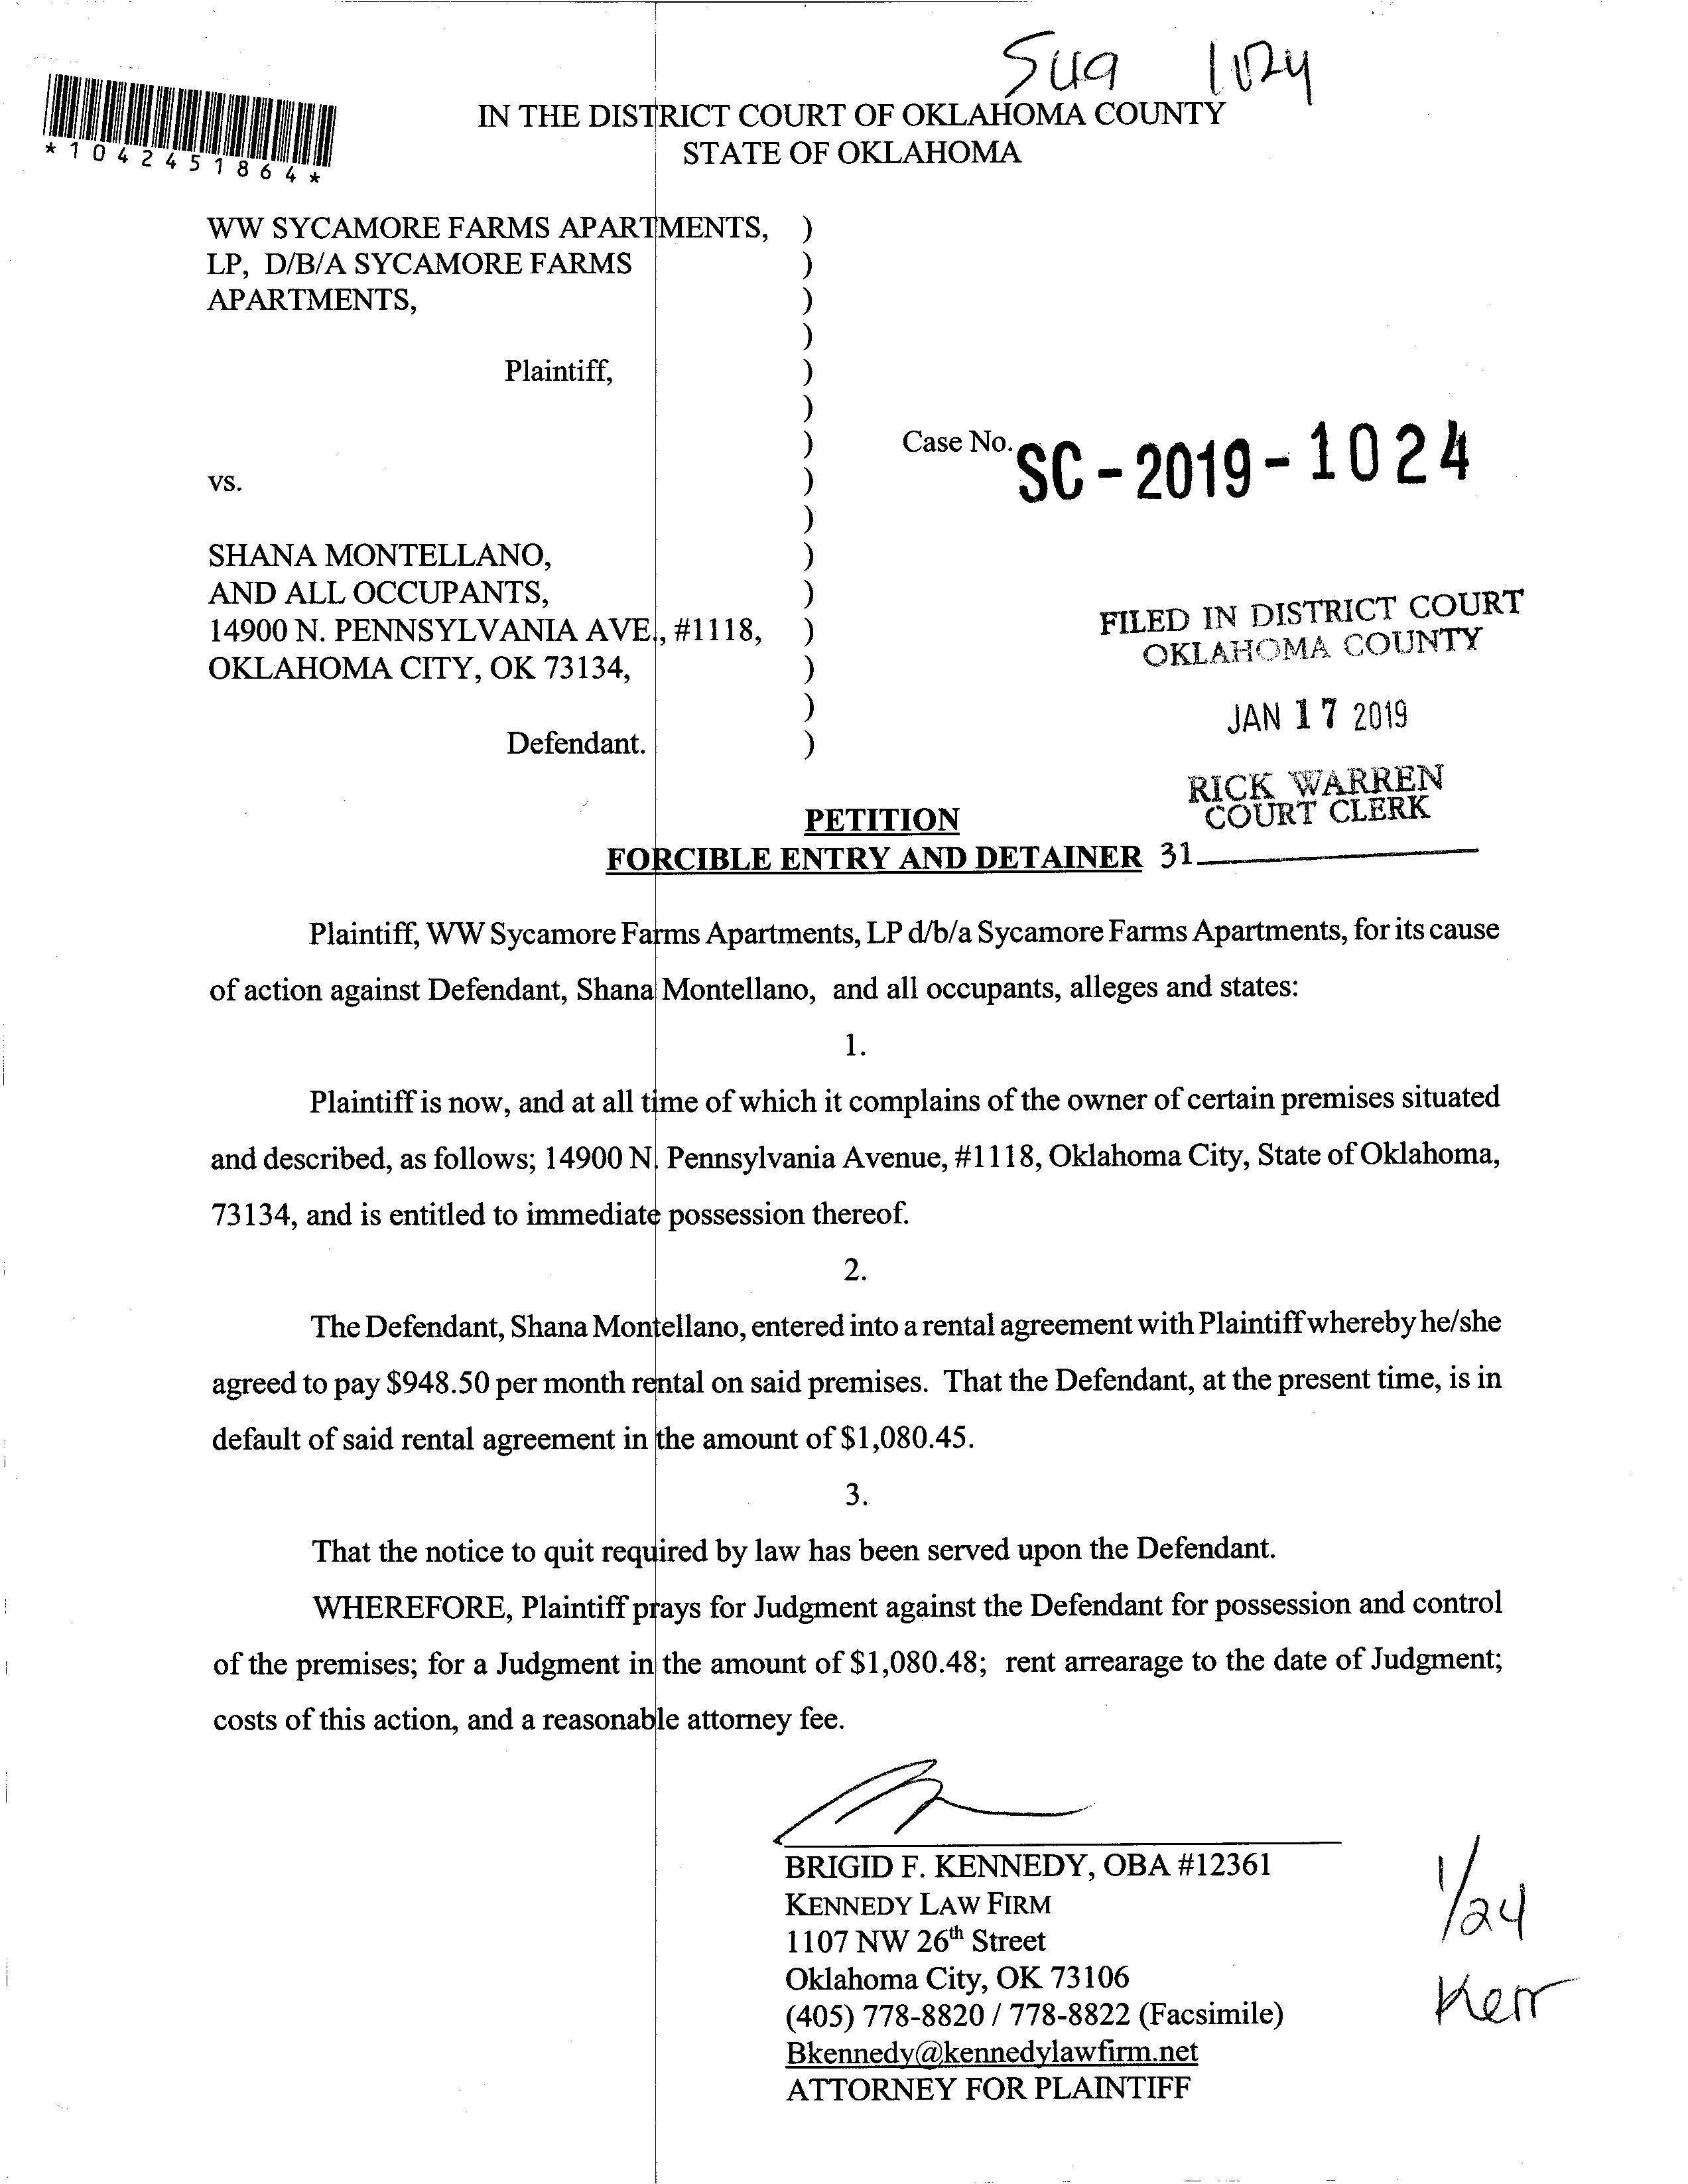 *1042451864*
IN THE DISTRICT COURT OF OKLAHOMA COUNTY
STATE OF OKLAHOMA
WW SYCAMORE FARMS APARTMENTS, )
LP, D/B/A SYCAMORE FARMS )
APARTMENTS, )
)
Plaintiff, )
)
) Case No. SC-2019-1024
vs. )
)
SHANA MONTELLANO, )
AND ALL OCCUPANTS, )
14900 N. PENNSYLVANIA AVE., #1118, )
OKLAHOMA CITY, OK 73134, )
)
Defendant. )
FILED IN DISTRICT COURT
OKLAHOMA COUNTY
JAN 17 2019
RICK WARREN
COURT CLERK
31
PETITION
FORCIBLE ENTRY AND DETAINER
Plaintiff, WW Sycamore Farms Apartments, LP d/b/a Sycamore Farms Apartments, for its cause
of action against Defendant, Shana Montellano, and all occupants, alleges and states:
1.
Plaintiff is now, and at all time of which it complains of the owner of certain premises situated
and described, as follows; 14900 N. Pennsylvania Avenue, #1118, Oklahoma City, State of Oklahoma,
73134, and is entitled to immediate possession thereof.
2.
The Defendant, Shana Montellano, entered into a rental agreement with Plaintiff whereby he/she
agreed to pay $948.50 per month rental on said premises. That the Defendant, at the present time, is in
default of said rental agreement in the amount of $1,080.45.
3.
That the notice to quit required by law has been served upon the Defendant.
WHEREFORE, Plaintiff prays for Judgment against the Defendant for possession and control
of the premises; for a Judgment in the amount of $1,080.48; rent arrearage to the date of Judgment;
costs of this action, and a reasonable attorney fee.
BRIGID F. KENNEDY, OBA #12361
KENNEDY LAW FIRM
1107 NW 26th Street
Oklahoma City, OK 73106
(405) 778-8820 / 778-8822 (Facsimile)
Bkennedy@kennedylawfirm.net
ATTORNEY FOR PLAINTIFF
1/24
Kerr